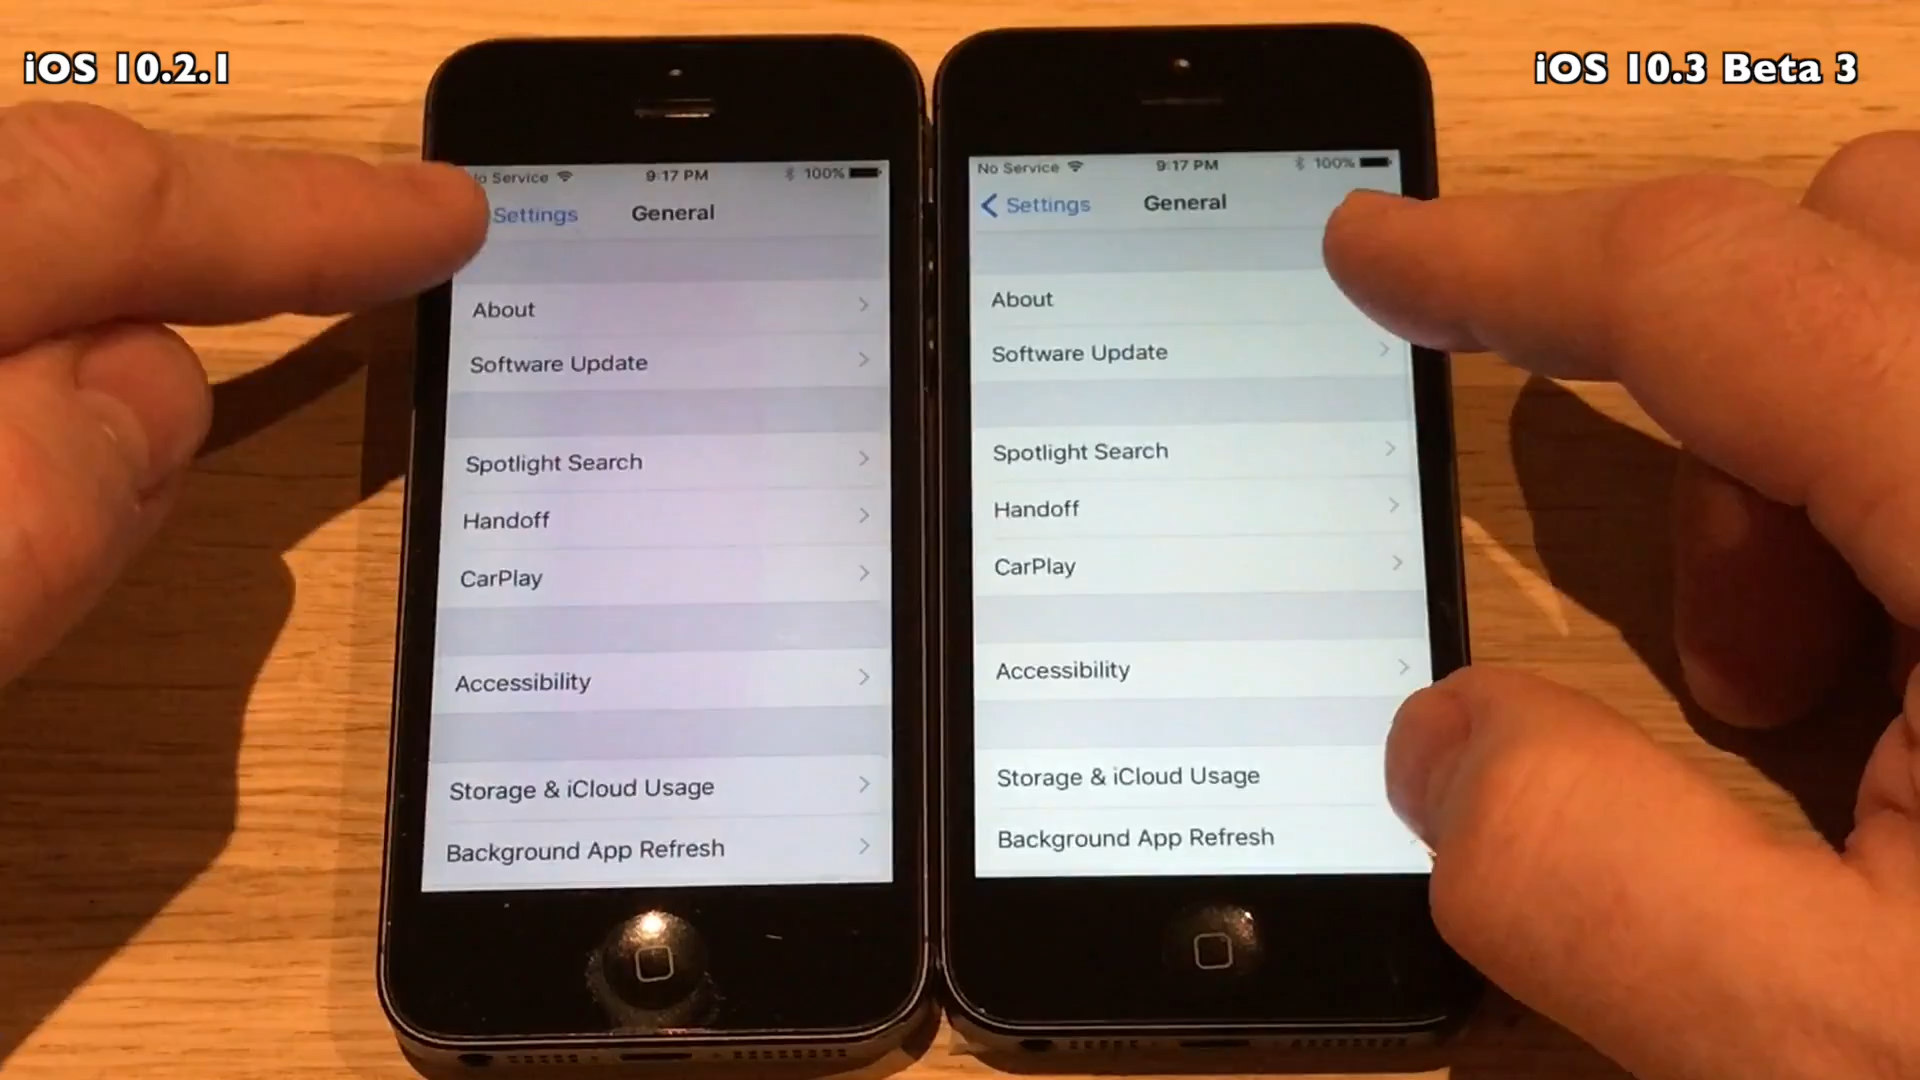 iOS 10.2.1
iOS 10.3 Beta 3
Service 9:17 PM 100%
Settings General
About
Software Update
Spotlight Search
Handoff
CarPlay
Accessibility
Storage & iCloud Usage
Background App Refresh
No Service 9:17 PM 100%
Settings General
About
Software Update
Spotlight Search
Handoff
CarPlay
Accessibility
Storage & iCloud Usage
Background App Refresh